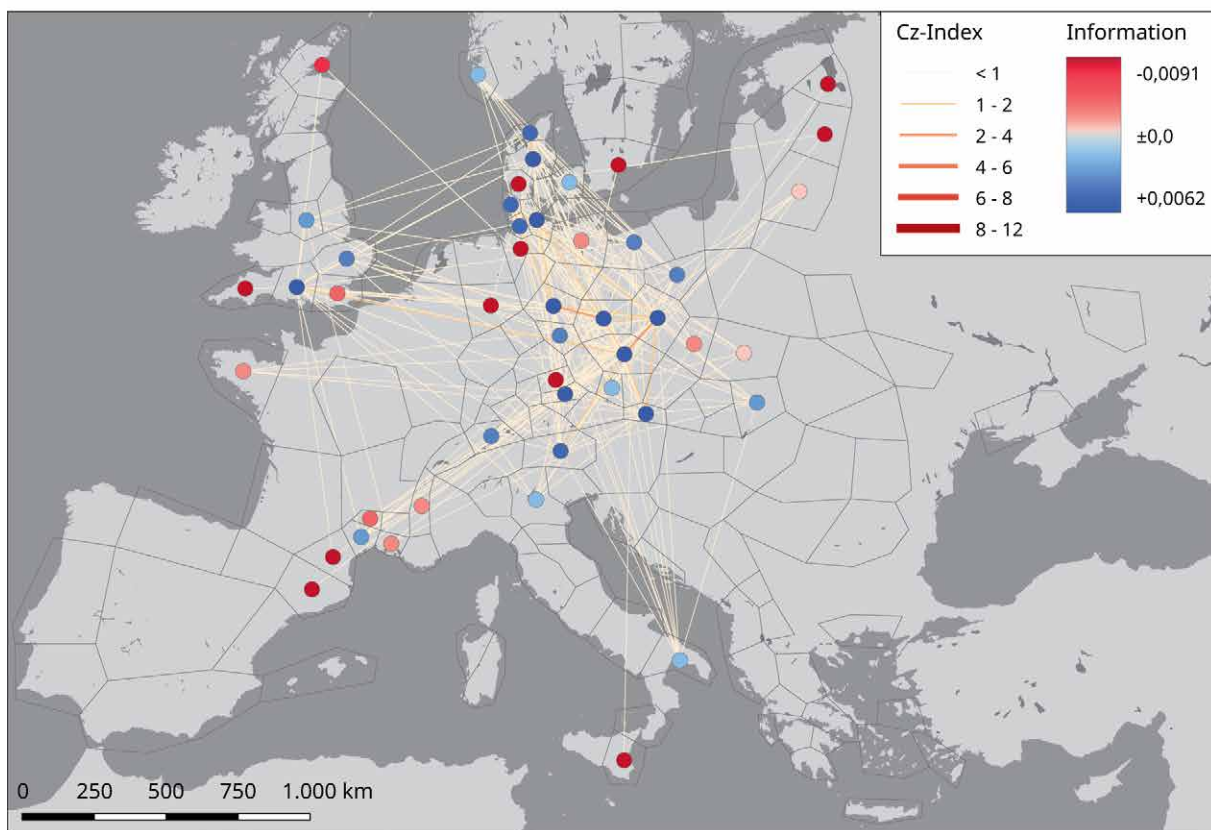 Cz-Index
< 1
1 - 2
2 - 4
4 - 6
6 - 8
8 - 12
Information
-0,0091
±0,0
+0,0062
0 250 500 750 1.000 km